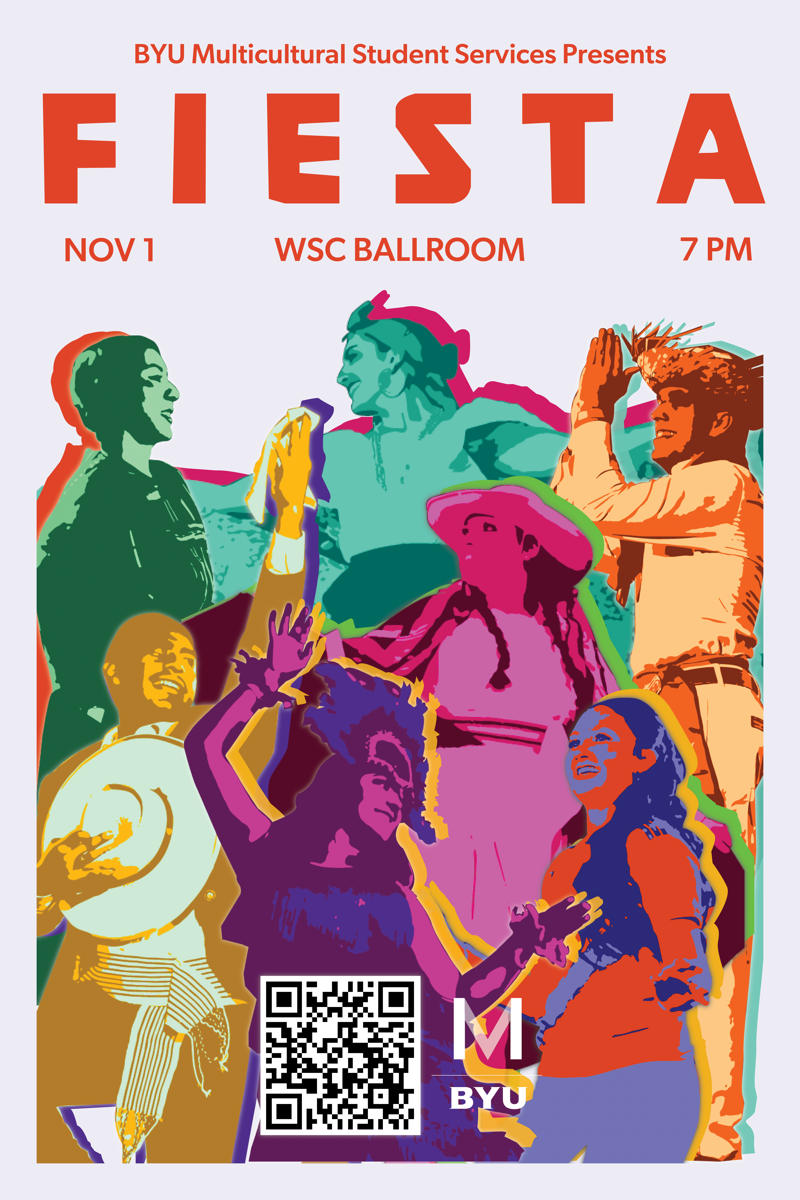 BYU Multicultural Student Services Presents
FIESTA
NOV 1 WSC BALLROOM 7 PM
M
BYU